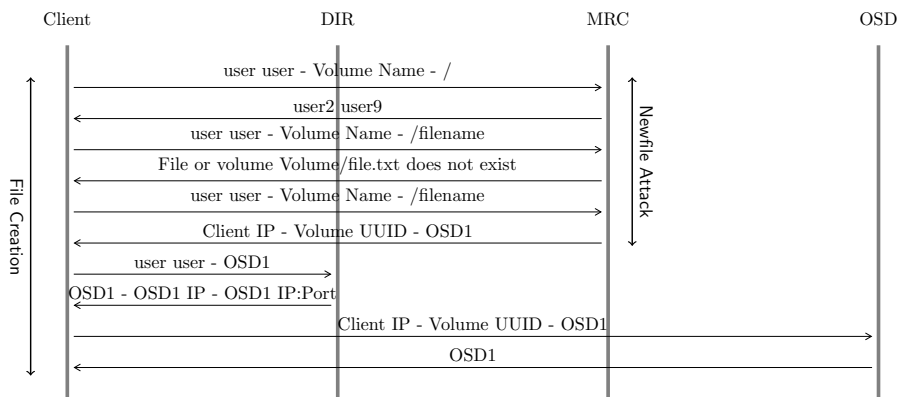 Client
DIR
MRC
OSD
user user - Volume Name - /
user2 user9
user user - Volume Name - /filename
File or volume Volume/file.txt does not exist
user user - Volume Name - /filename
Client IP - Volume UUID - OSD1
user user - OSD1
OSD1 - OSD1 IP - OSD1 IP:Port
Client IP - Volume UUID - OSD1
OSD1
File Creation
Newfile Attack